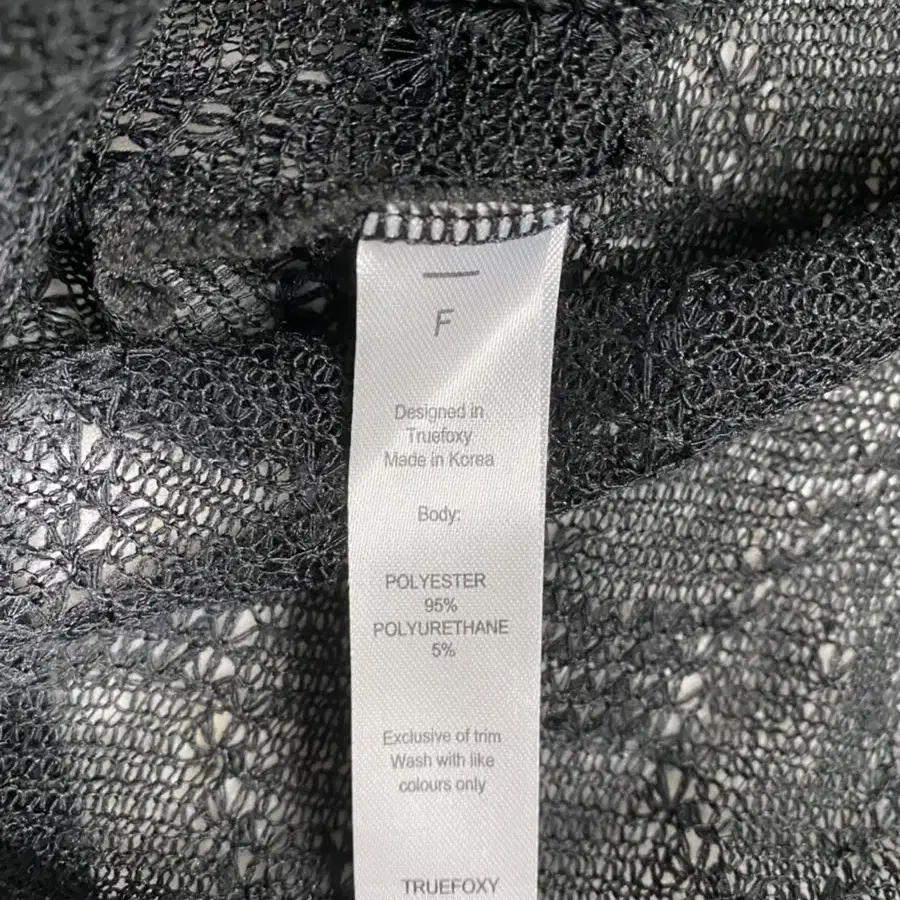 F
Designed in
Truefoxy
Made in Korea
Body:
POLYESTER
95%
POLYURETHANE
5%
Exclusive of trim
Wash with like
colours only
TRUEFOXY